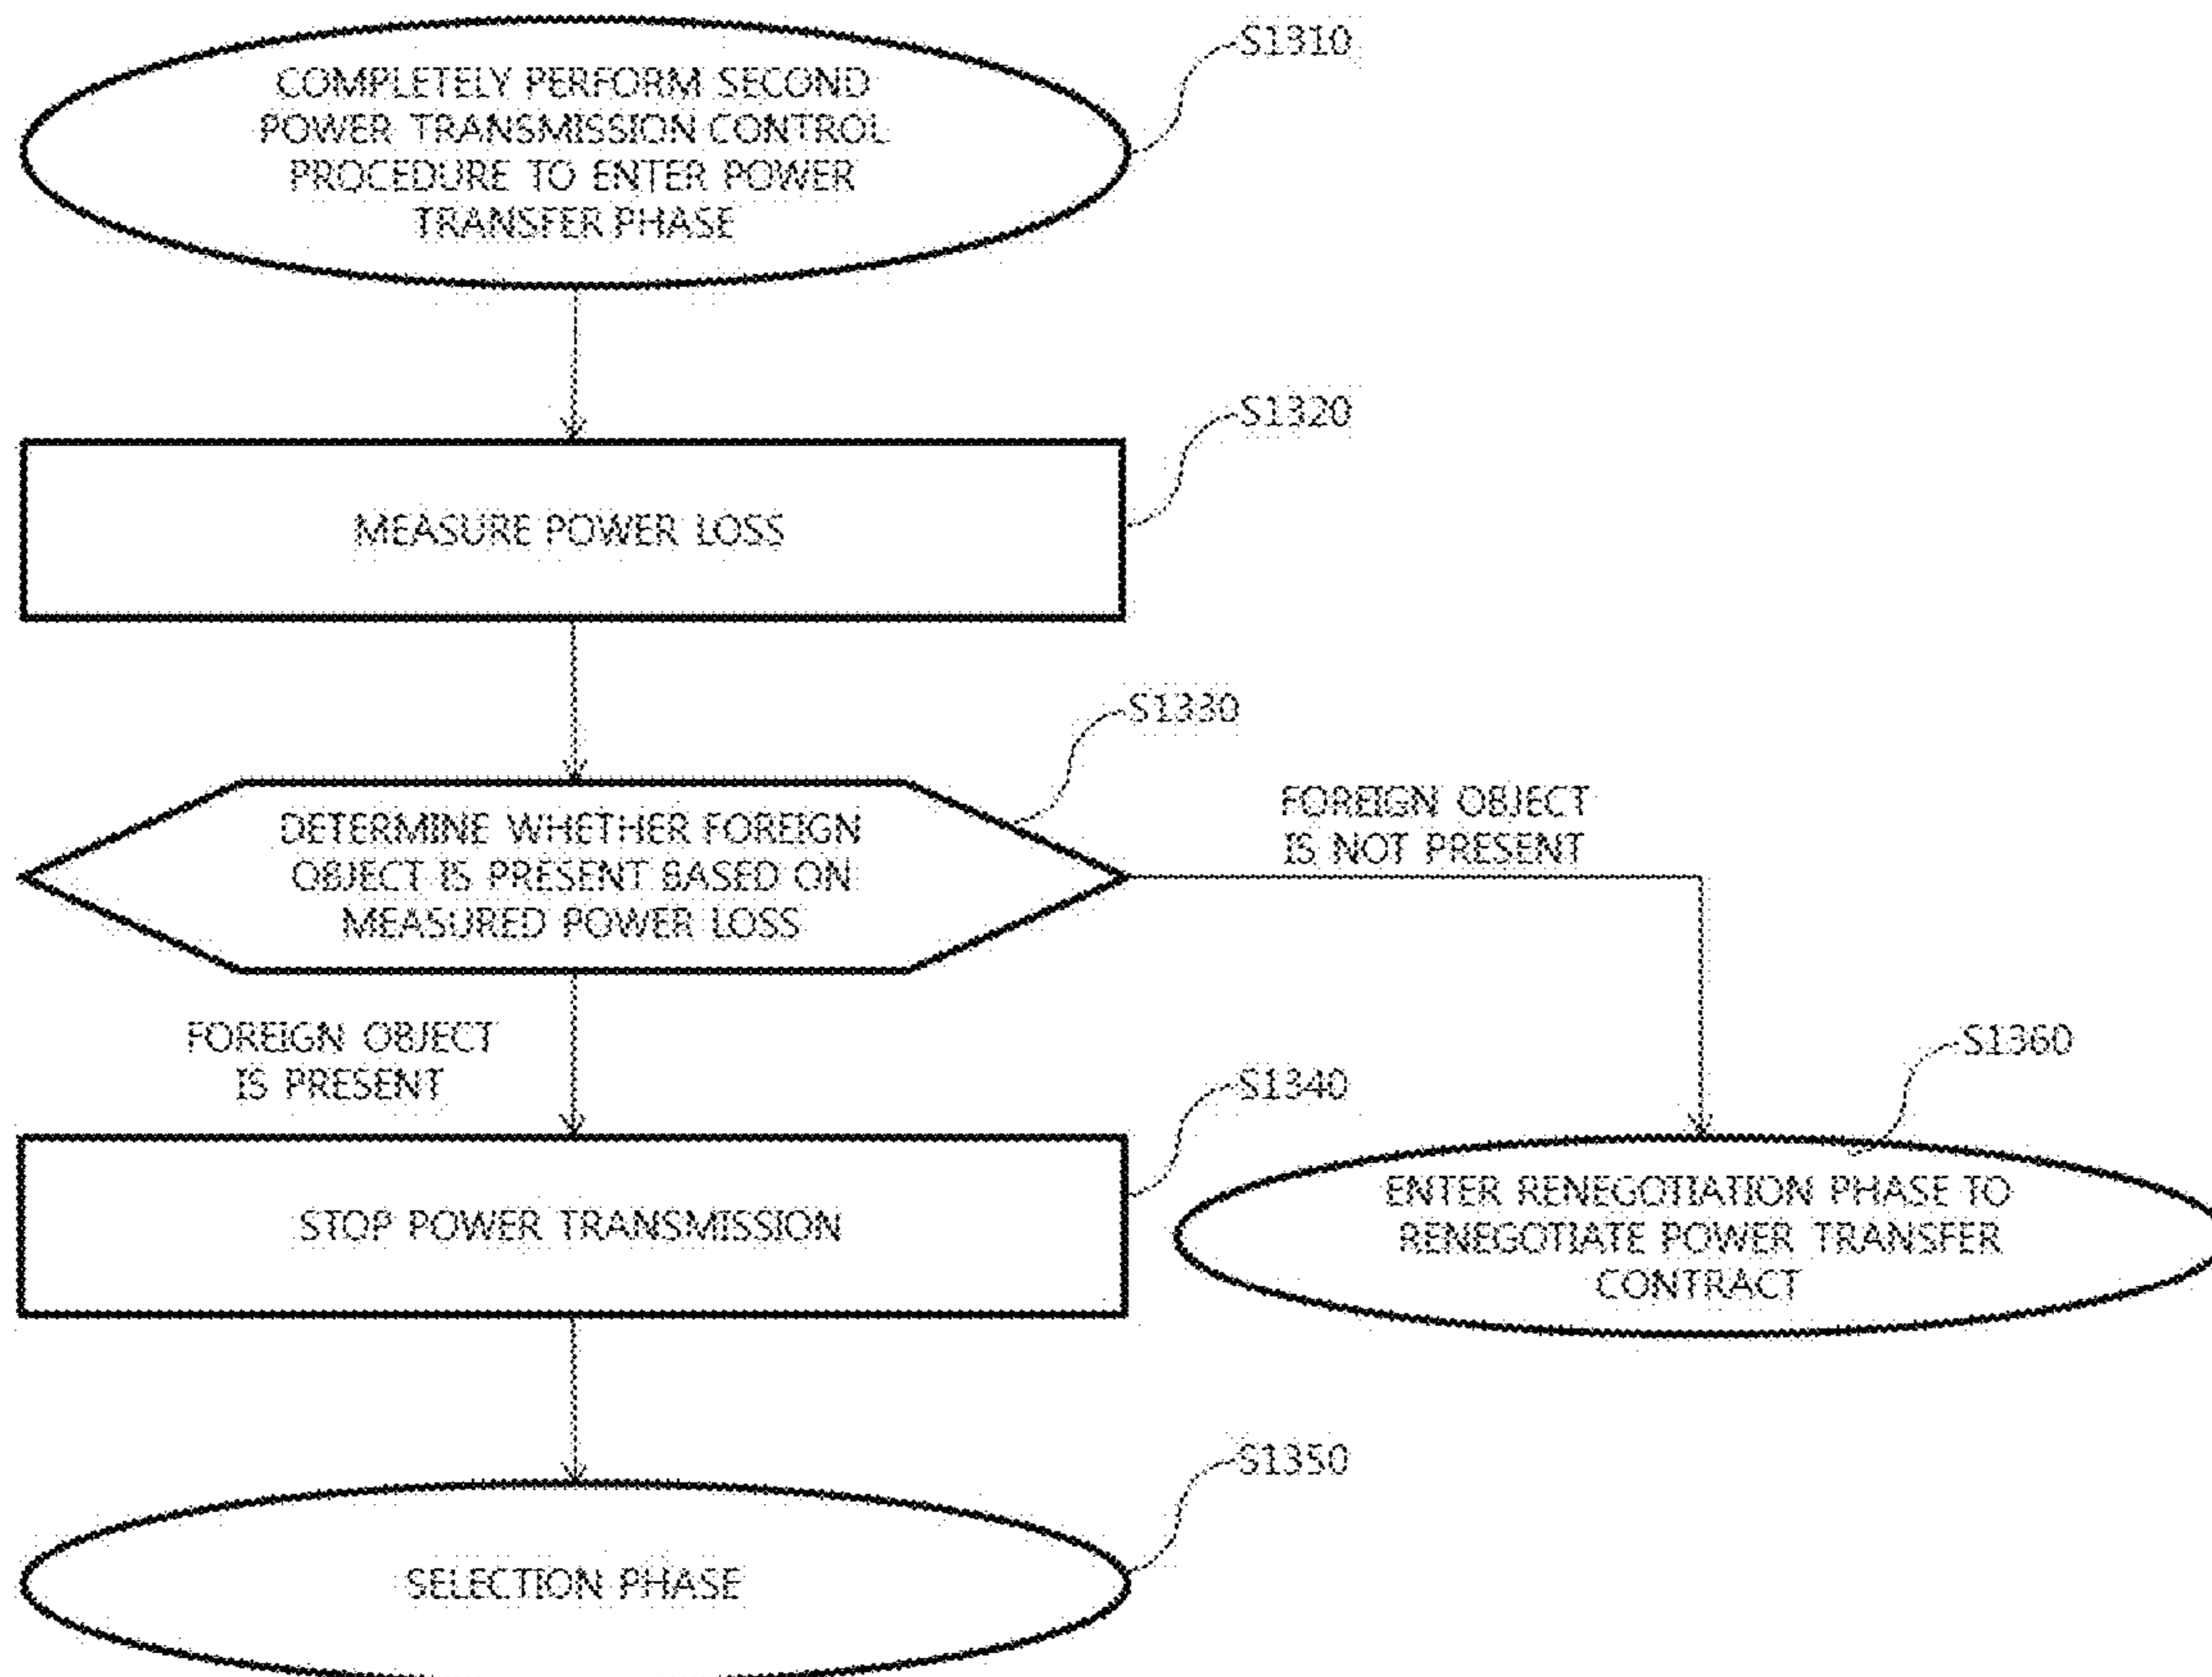 S1310
COMPLETELY PERFORM SECOND
POWER TRANSMISSION CONTROL
PROCEDURE TO ENTER POWER
TRANSFER PHASE
S1320
MEASURE POWER LOSS
S1330
DETERMINE WHETHER FOREIGN
OBJECT IS PRESENT BASED ON
MEASURED POWER LOSS
FOREIGN OBJECT
IS NOT PRESENT
FOREIGN OBJECT
IS PRESENT
S1340
STOP POWER TRANSMISSION
S1360
ENTER RENEGOTIATION PHASE TO
RENEGOTIATE POWER TRANSFER
CONTRACT
S1350
SELECTION PHASE